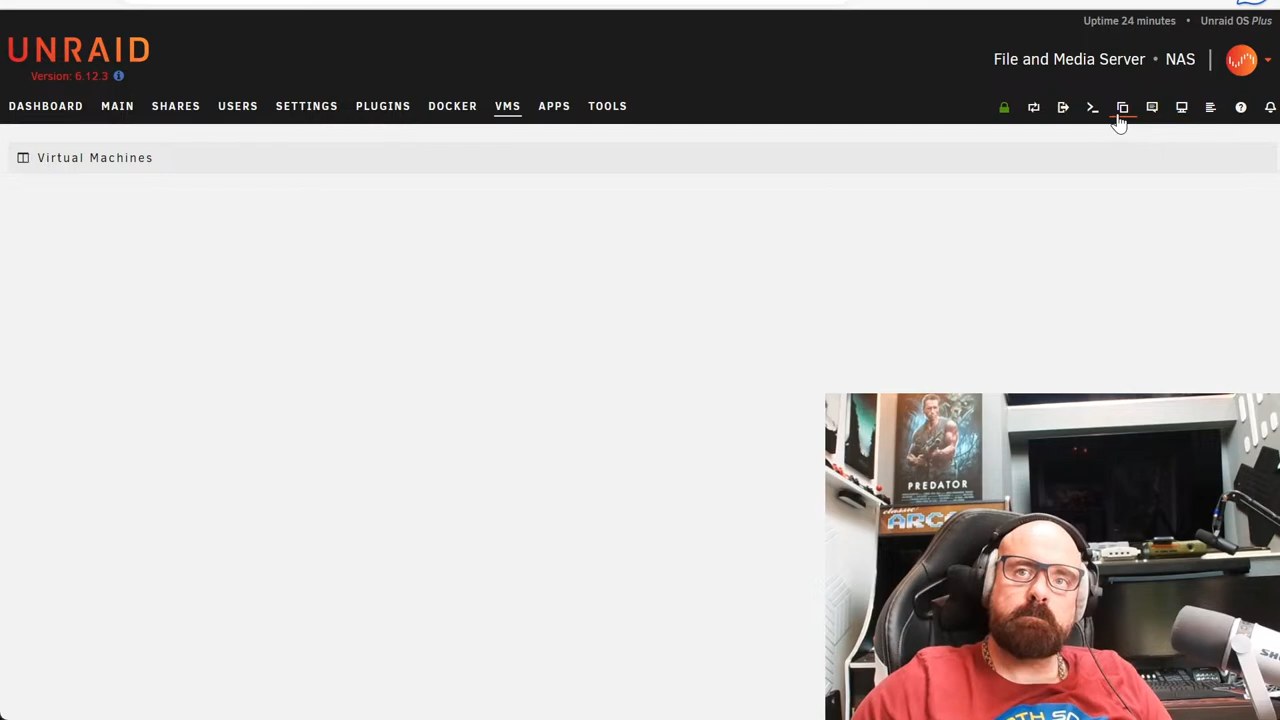 Uptime 24 minutes • Unraid OS Plus
UNRAID
Version: 6.12.3
File and Media Server • NAS
DASHBOARD MAIN SHARES USERS SETTINGS PLUGINS DOCKER VMS APPS TOOLS
Virtual Machines
PREDATOR
classic